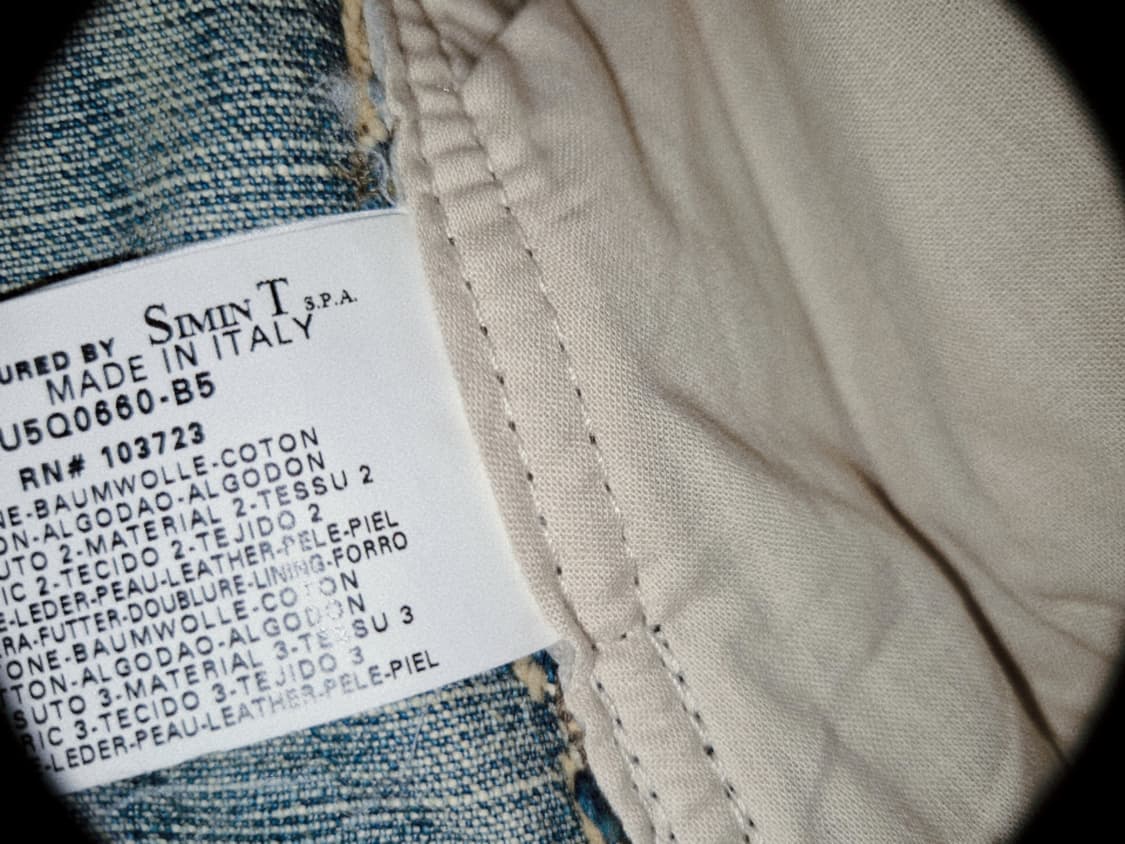 URED BY SIMIN T S.P.A.
MADE IN ITALY
U5Q0660-B5
RN# 103723
NE-BAUMWOLLE-COTON
ON-ALGODAO-ALGODON
UTO 2-MATERIAL 2-TESSU 2
IC 2-TECIDO 2-TEJIDO 2
E-LEDER-PEAU-LEATHER-PELE-PIEL
RA-FUTTER-DOUBLURE-LINING-FORRO
ONE-BAUMWOLLE-COTON
TON-ALGODAO-ALGODON
SUTO 3-MATERIAL 3-TESSU 3
RIC 3-TECIDO 3-TEJIDO 3
-LEDER-PEAU-LEATHER-PELE-PIEL